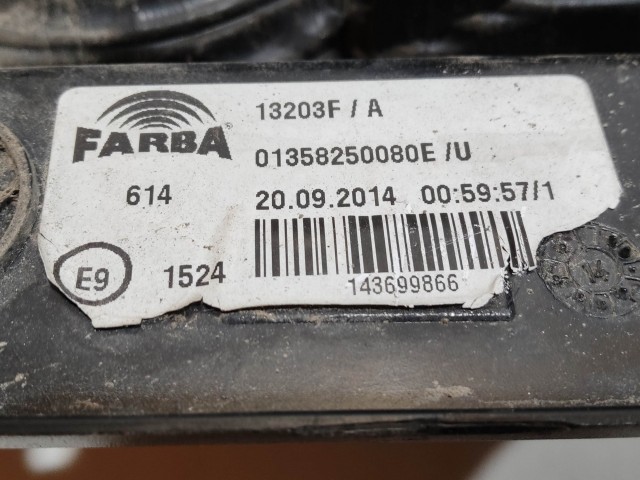 FARBA
13203F / A
01358250080E /U
614
20.09.2014 00:59:57/1
E9
1524
143699866